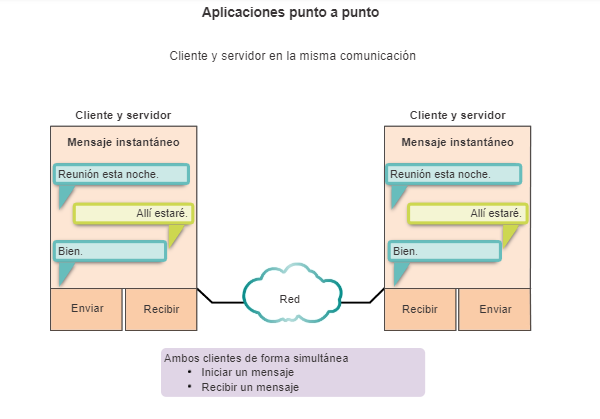 Aplicaciones punto a punto
Cliente y servidor en la misma comunicación
Cliente y servidor
Mensaje instantáneo
Reunión esta noche.
Allí estaré.
Bien.
Enviar
Recibir
Red
Cliente y servidor
Mensaje instantáneo
Reunión esta noche.
Allí estaré.
Bien.
Recibir
Enviar
Ambos clientes de forma simultánea
• Iniciar un mensaje
• Recibir un mensaje